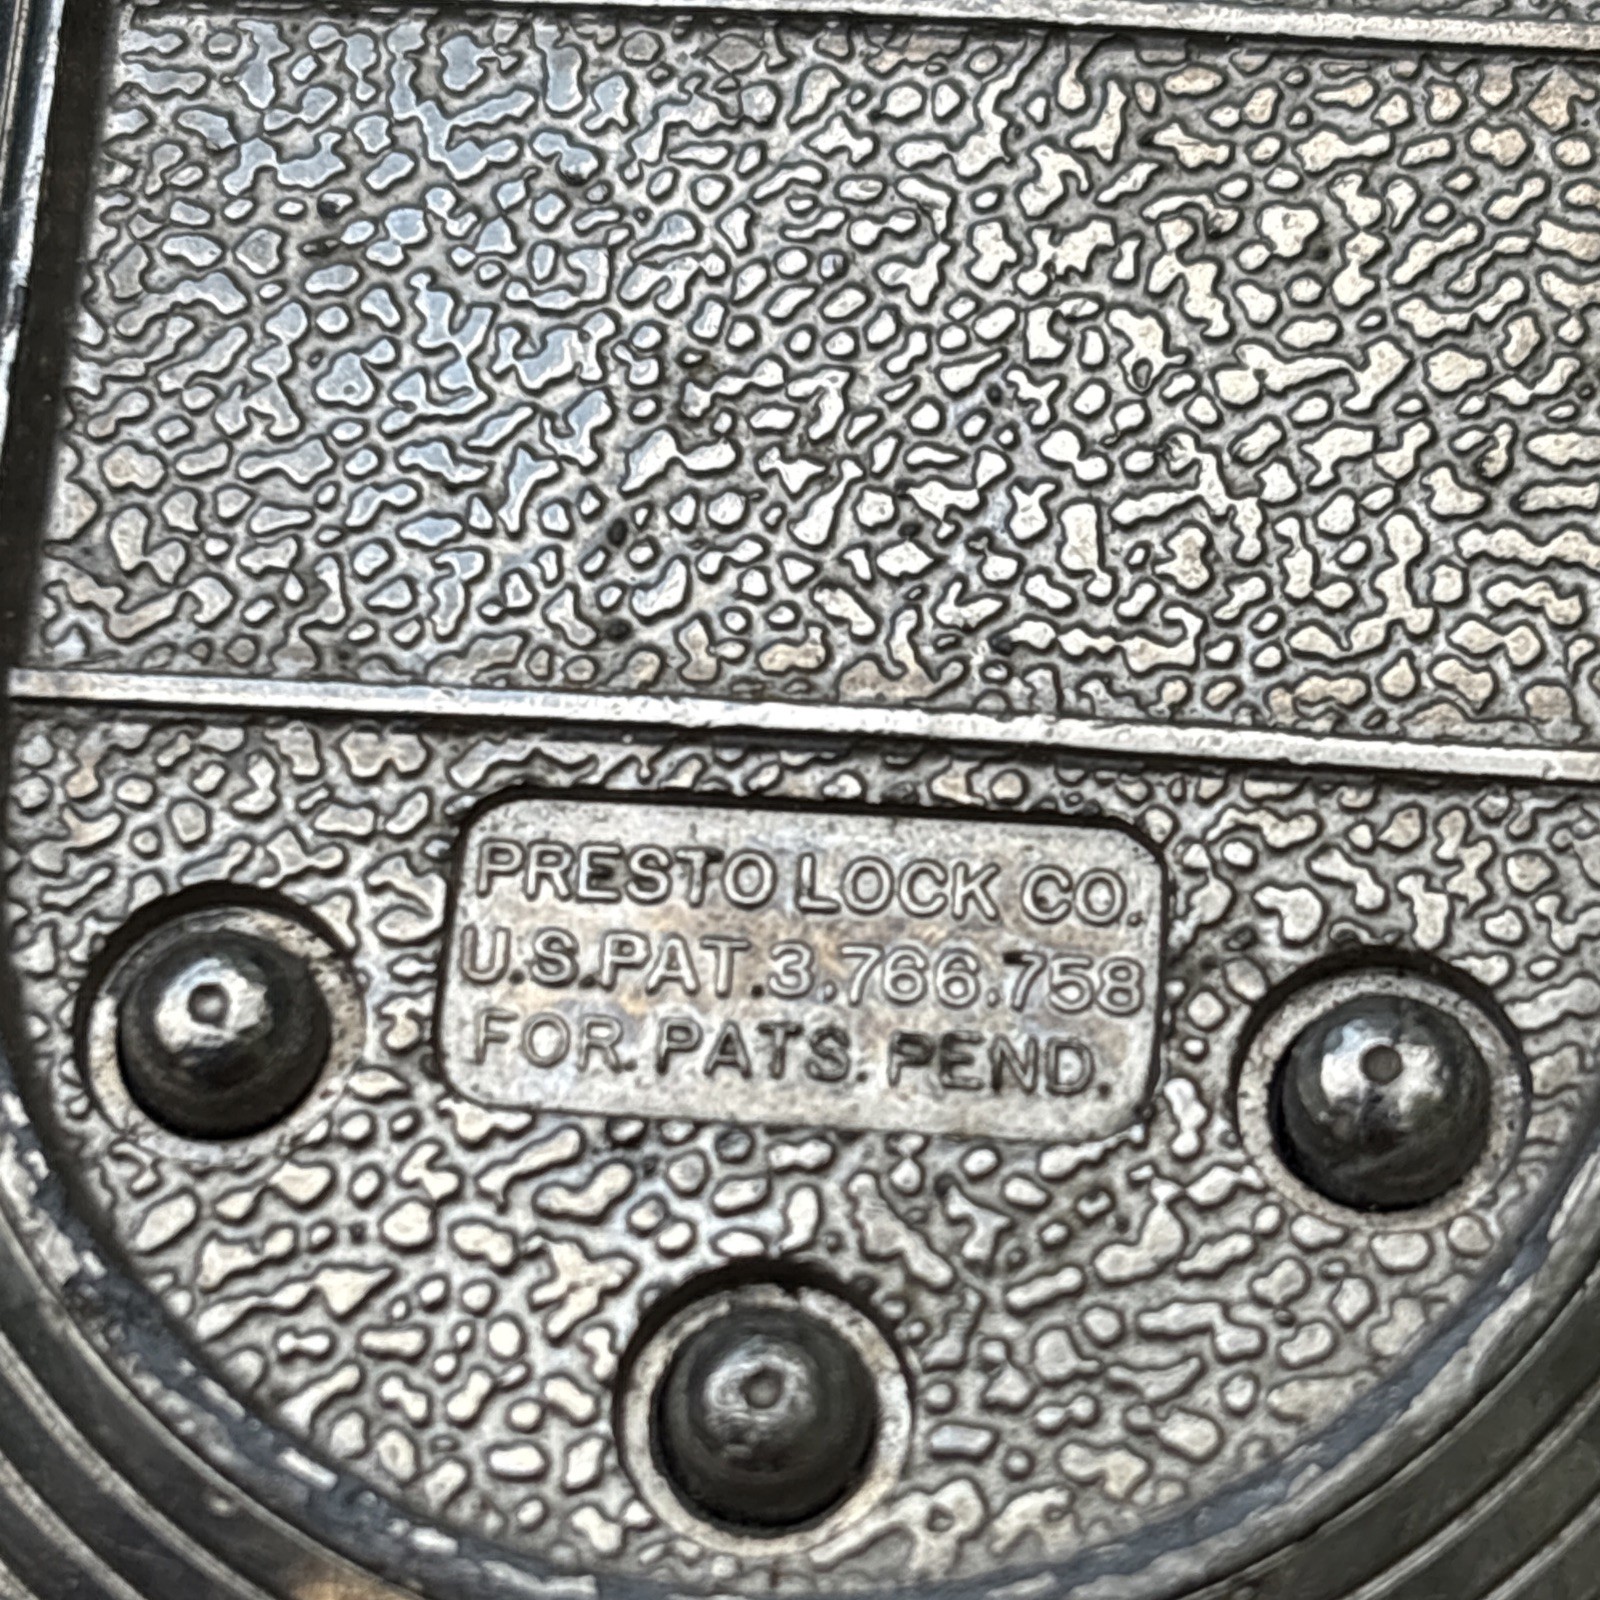 PRESTO LOCK CO.
U.S.PAT.3,766,758
FOR. PATS. PEND.